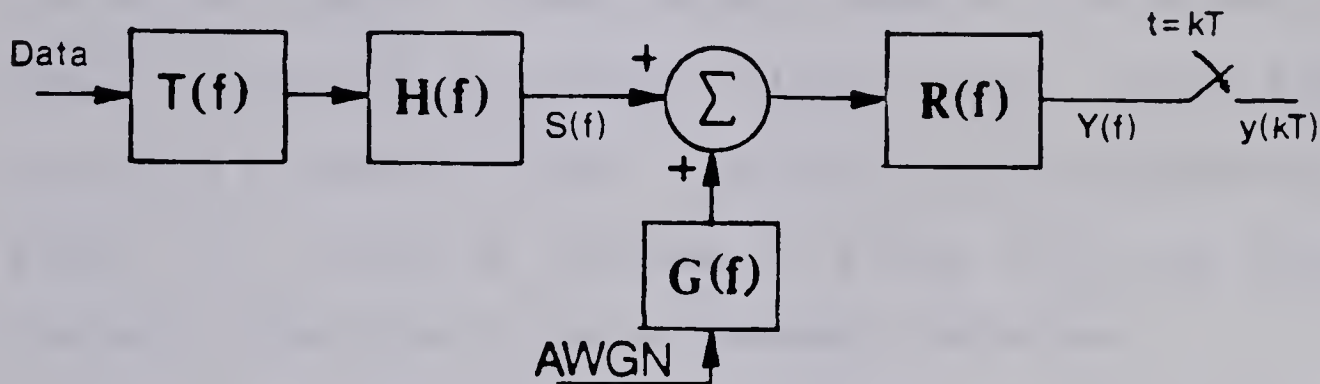 Data
T(f)
H(f)
S(f)
+
Σ
+
R(f)
Y(f)
t=kT
y(kT)
G(f)
AWGN